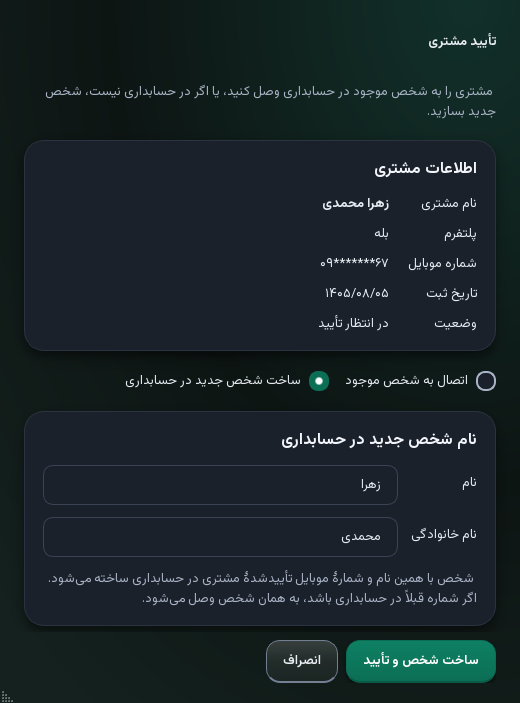 تأیید مشتری
مشتری را به شخص موجود در حسابداری وصل کنید، یا اگر در حسابداری نیست، شخص
جدید بسازید.
اطلاعات مشتری
نام مشتری زهرا محمدی
پلتفرم بله
شماره موبایل ۰۹*******۶۷
تاریخ ثبت ۱۴۰۵/۰۸/۰۵
وضعیت در انتظار تأیید
اتصال به شخص موجود ساخت شخص جدید در حسابداری
نام شخص جدید در حسابداری
نام زهرا
نام خانوادگی محمدی
شخص با همین نام و شمارهٔ موبایل تأییدشدهٔ مشتری در حسابداری ساخته می‌شود.
اگر شماره قبلاً در حسابداری باشد، به همان شخص وصل می‌شود.
ساخت شخص و تأیید انصراف